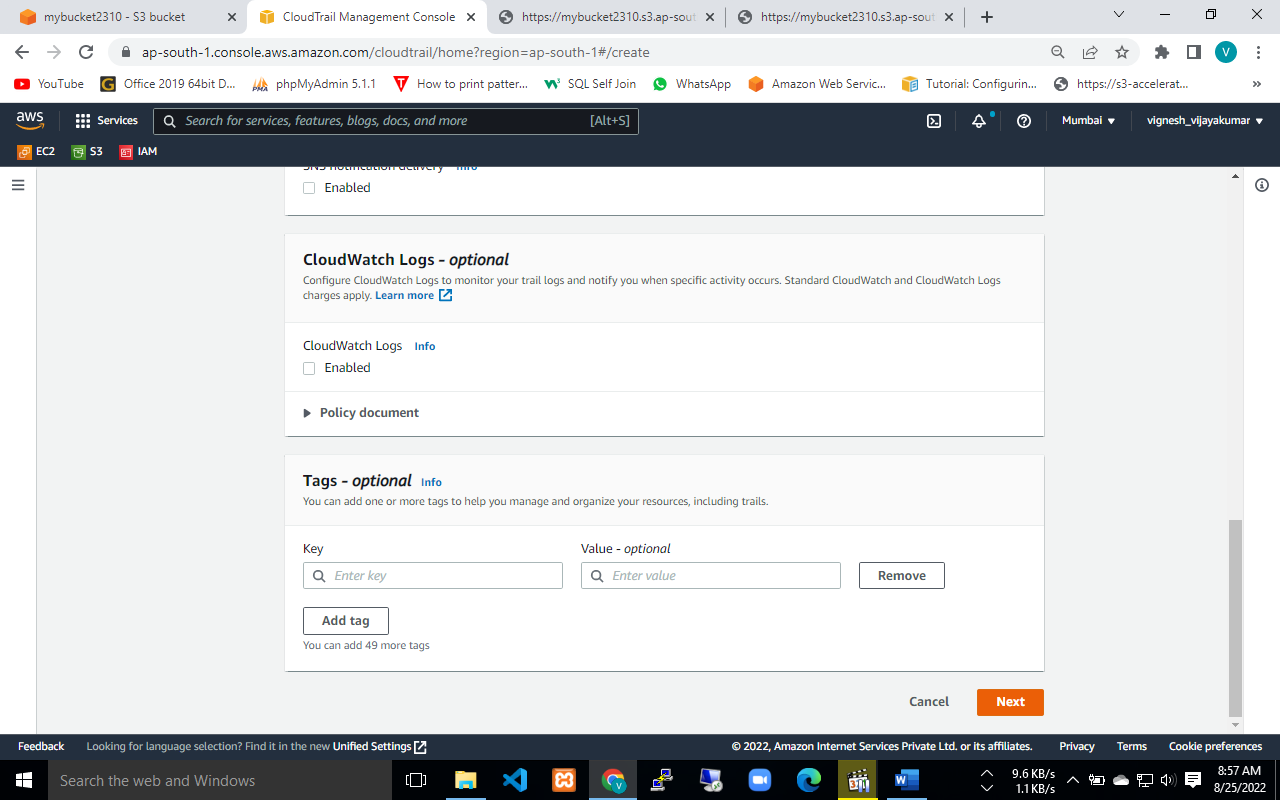 mybucket2310 - S3 bucket
CloudTrail Management Console
https://mybucket2310.s3.ap-sout
https://mybucket2310.s3.ap-sout
ap-south-1.console.aws.amazon.com/cloudtrail/home?region=ap-south-1#/create
V
YouTube
Office 2019 64bit D...
phpMyAdmin 5.1.1
How to print patter...
SQL Self Join
WhatsApp
Amazon Web Servic...
Tutorial: Configurin...
https://s3-accelerat...
»
aws
Services
Search for services, features, blogs, docs, and more
[Alt+S]
Mumbai
vignesh_vijayakumar
EC2
S3
IAM
SNS notification delivery Info
Enabled
CloudWatch Logs - optional
Configure CloudWatch Logs to monitor your trail logs and notify you when specific activity occurs. Standard CloudWatch and CloudWatch Logs
charges apply. Learn more
CloudWatch Logs Info
Enabled
Policy document
Tags - optional Info
You can add one or more tags to help you manage and organize your resources, including trails.
Key
Value - optional
Enter key
Enter value
Remove
Add tag
You can add 49 more tags
Cancel
Next
Feedback
Looking for language selection? Find it in the new Unified Settings
© 2022, Amazon Internet Services Private Ltd. or its affiliates.
Privacy
Terms
Cookie preferences
Search the web and Windows
9.6 KB/s
1.1 KB/s
8:57 AM
8/25/2022